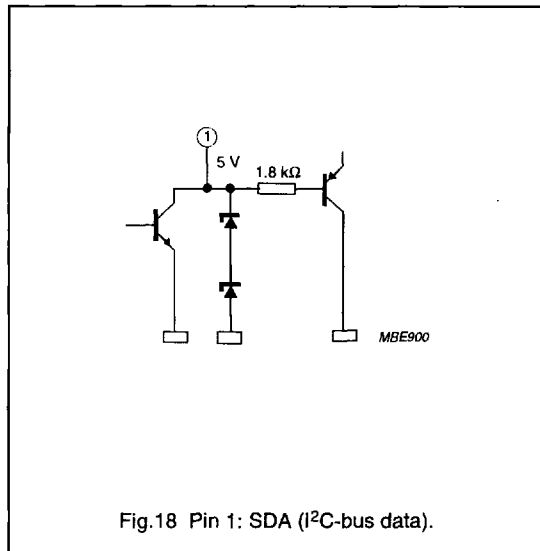 ①
5 V
1.8 kΩ
MBE900
Fig.18 Pin 1: SDA (I²C-bus data).